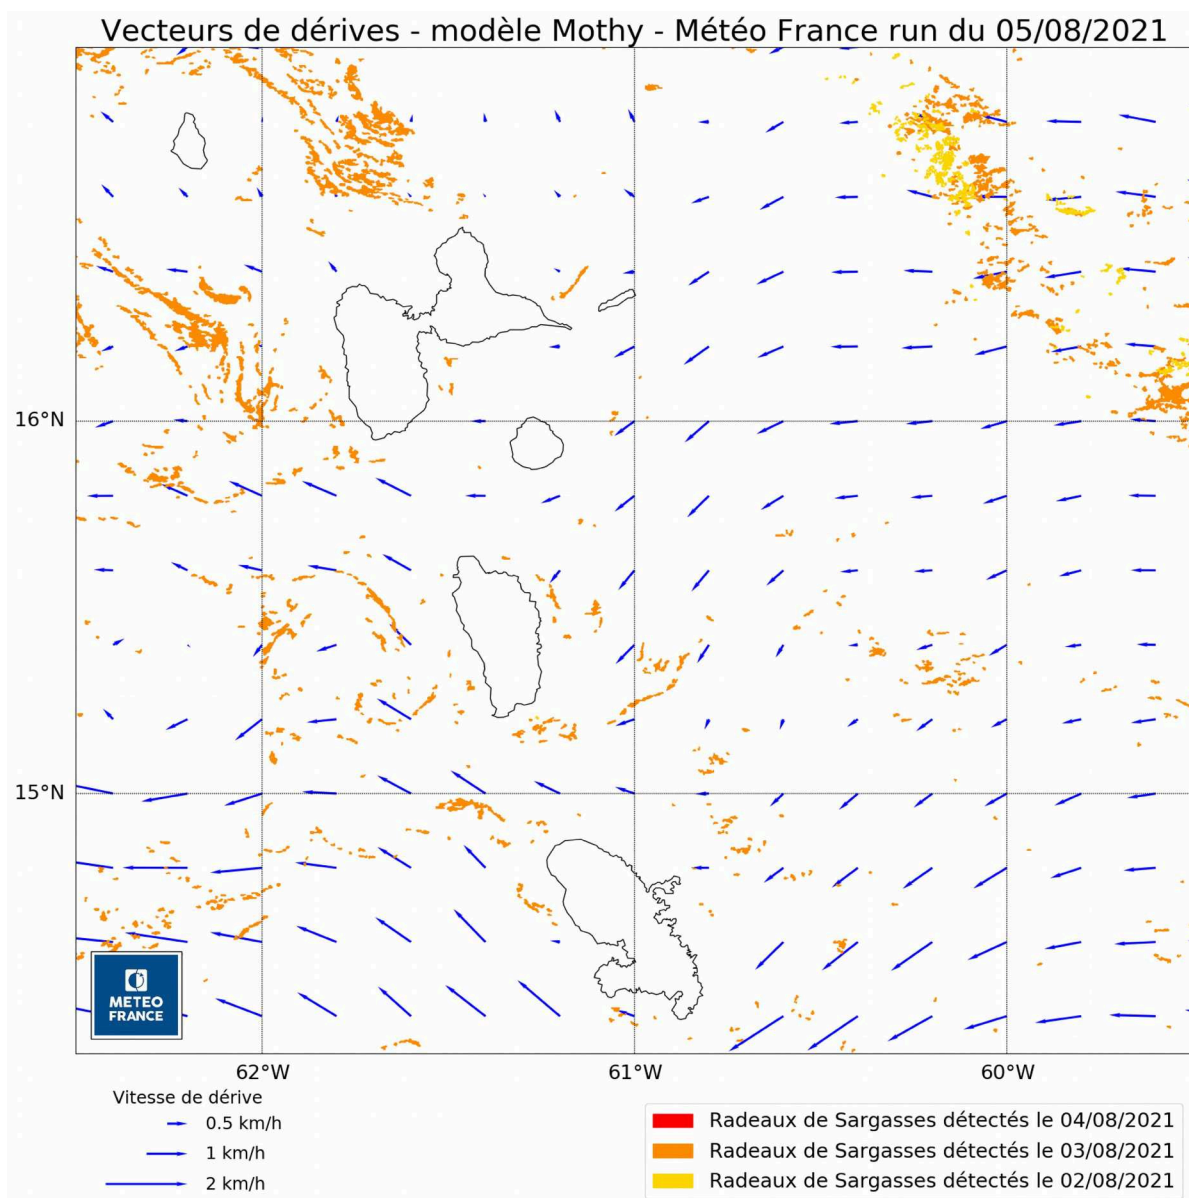 Vecteurs de dérives - modèle Mothy - Météo France run du 05/08/2021
16°N
15°N
METEO
FRANCE
62°W
61°W
60°W
Vitesse de dérive
0.5 km/h
1 km/h
2 km/h
Radeaux de Sargasses détectés le 04/08/2021
Radeaux de Sargasses détectés le 03/08/2021
Radeaux de Sargasses détectés le 02/08/2021